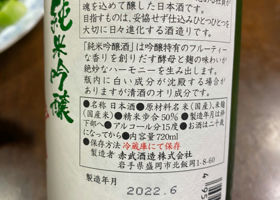 純米吟醸
魂を込めて醸した日本酒です。
目指すものは、妥協せず仕込みひとつひとつを
大切に日々進化する酒造りです。
「純米吟醸酒」は吟醸特有のフルーティー
な香りを創りだす酵母と麹の味わいが
絶妙なハーモニーを生み出します。
瓶内に白い成分が沈殿する場合が
ありますが清酒のオリ成分です。
●名称 日本酒●原材料名 米(国産)、米麹
(国産米)●精米歩合50%●製造年月は枠
下部へ●アルコール分15度●お酒は二十歳
になってから●内容量720ml
●保存方法 冷蔵庫にて保存
製造者 赤武酒造株式会社
岩手県盛岡市北飯岡1-8-60
製造年月 2022.6